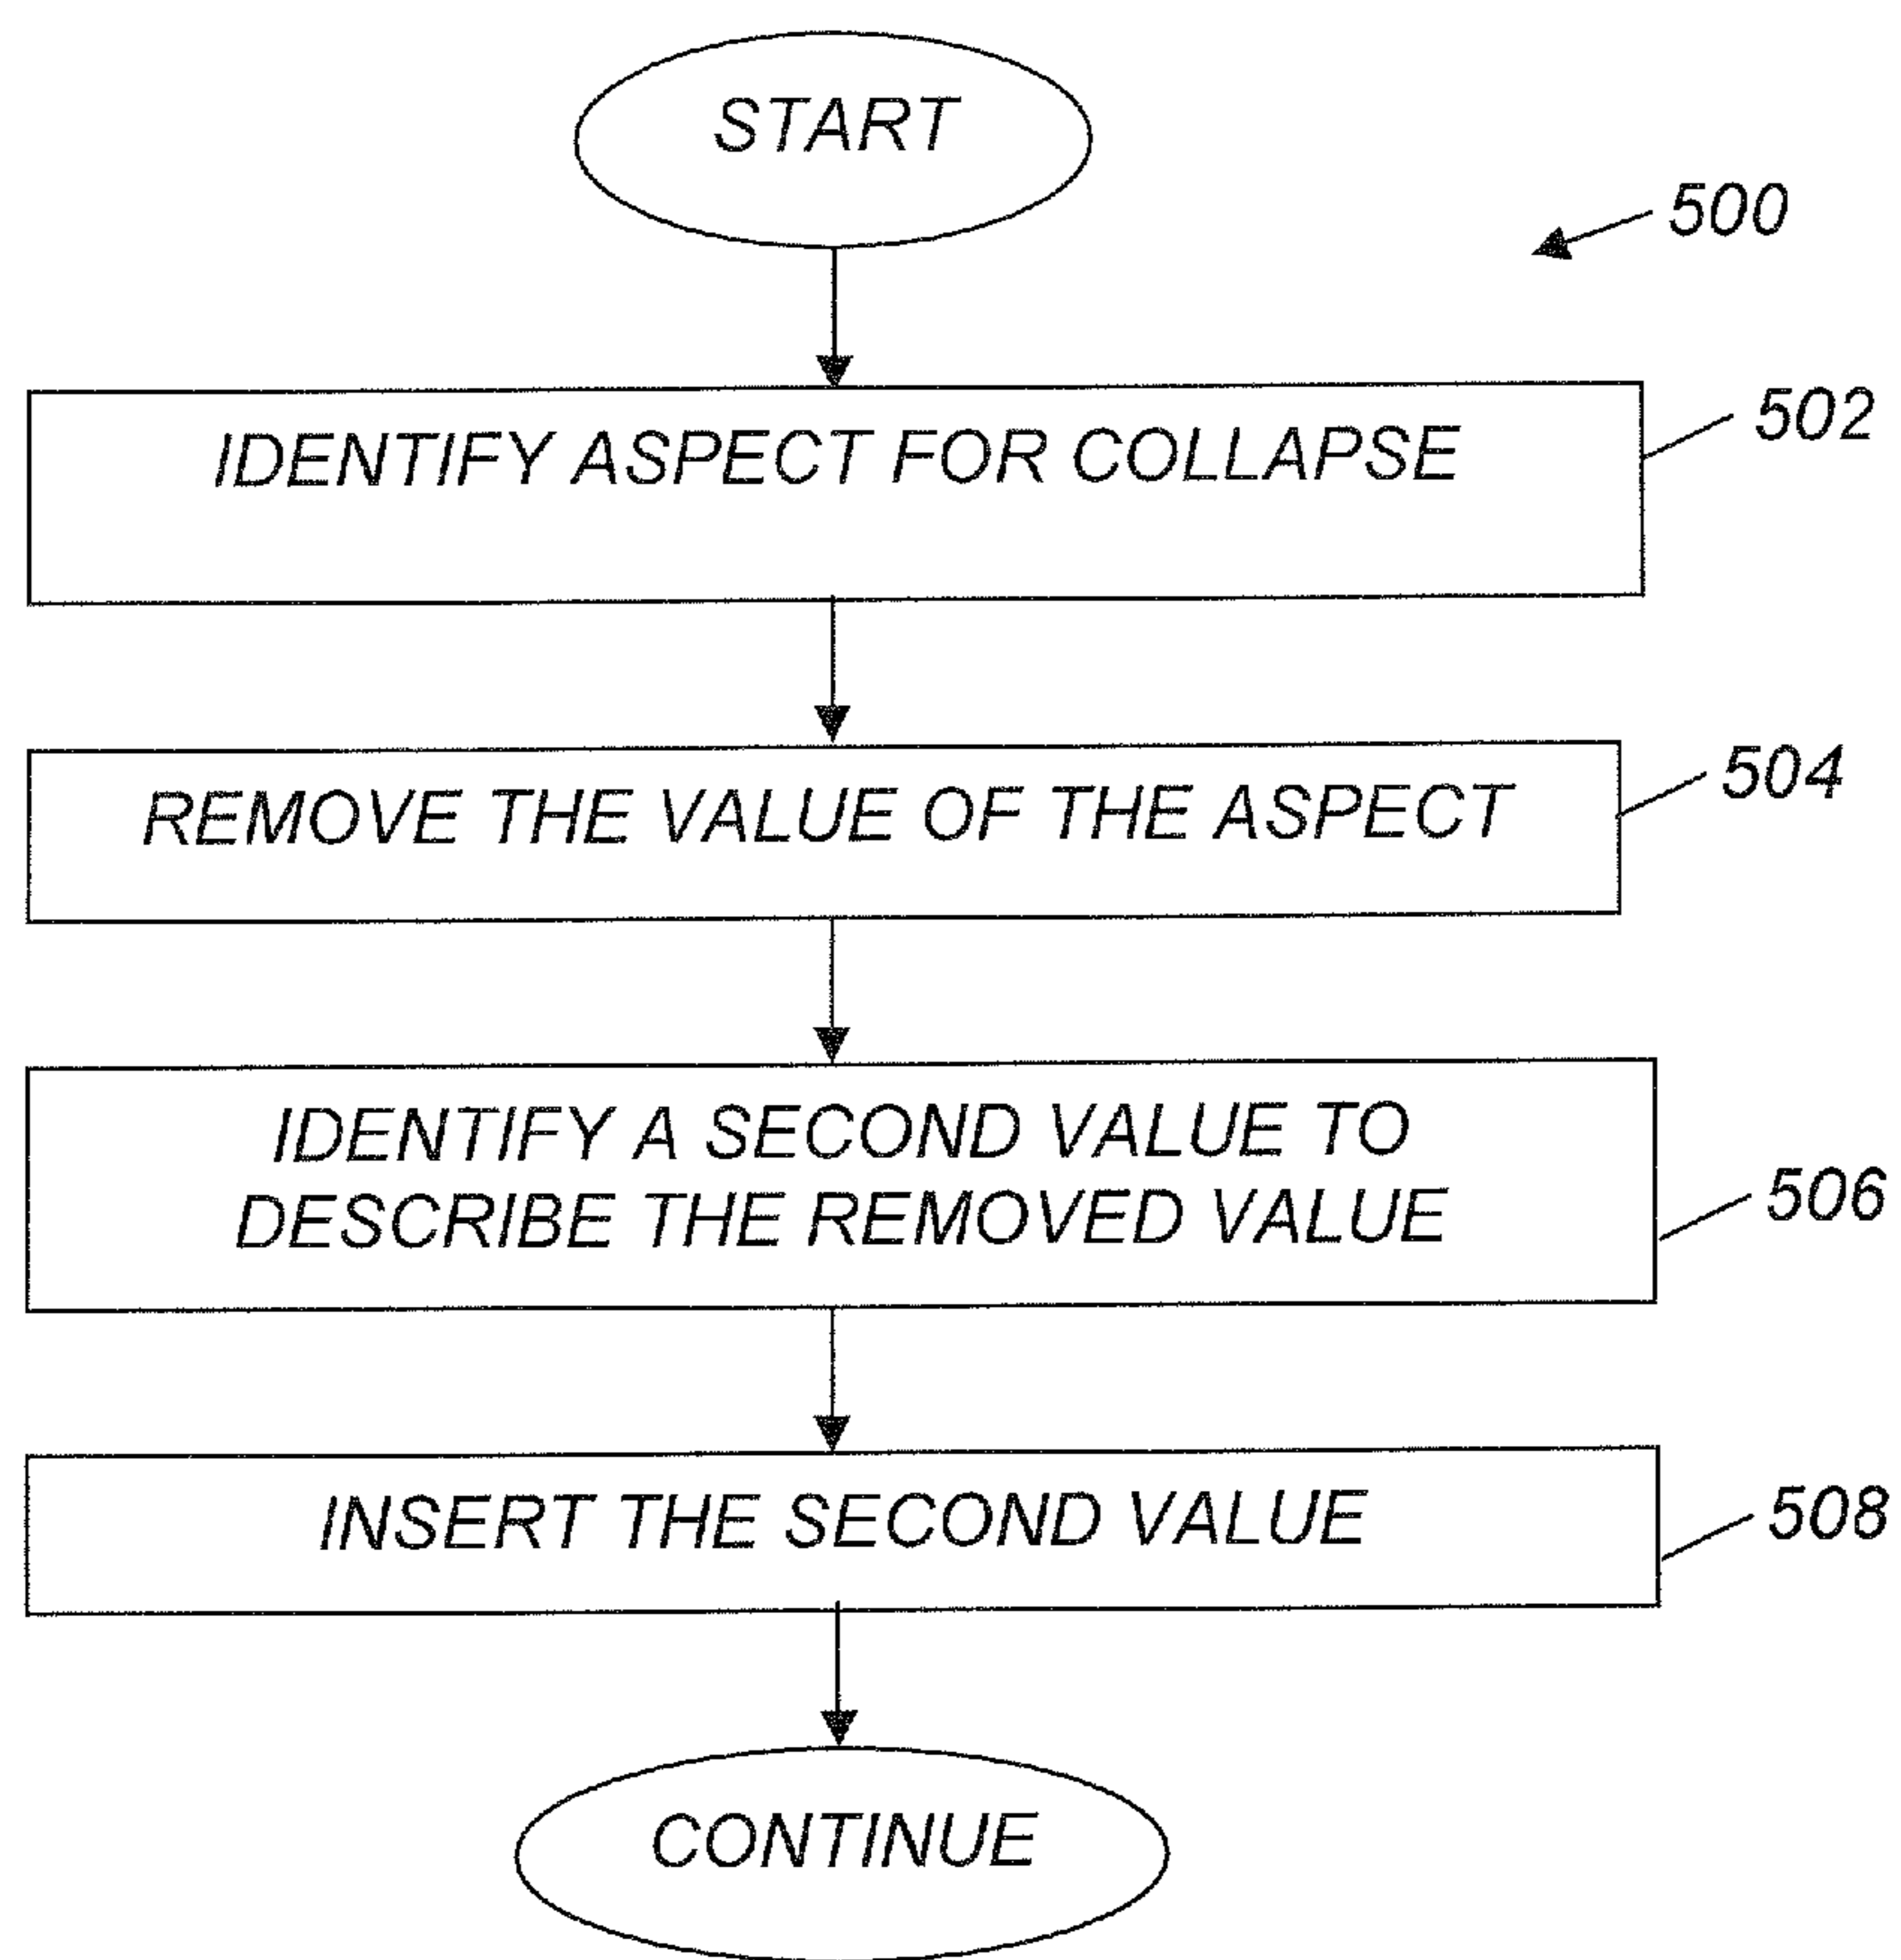 START
500
IDENTIFY ASPECT FOR COLLAPSE
502
REMOVE THE VALUE OF THE ASPECT
504
IDENTIFY A SECOND VALUE TO
DESCRIBE THE REMOVED VALUE
506
INSERT THE SECOND VALUE
508
CONTINUE